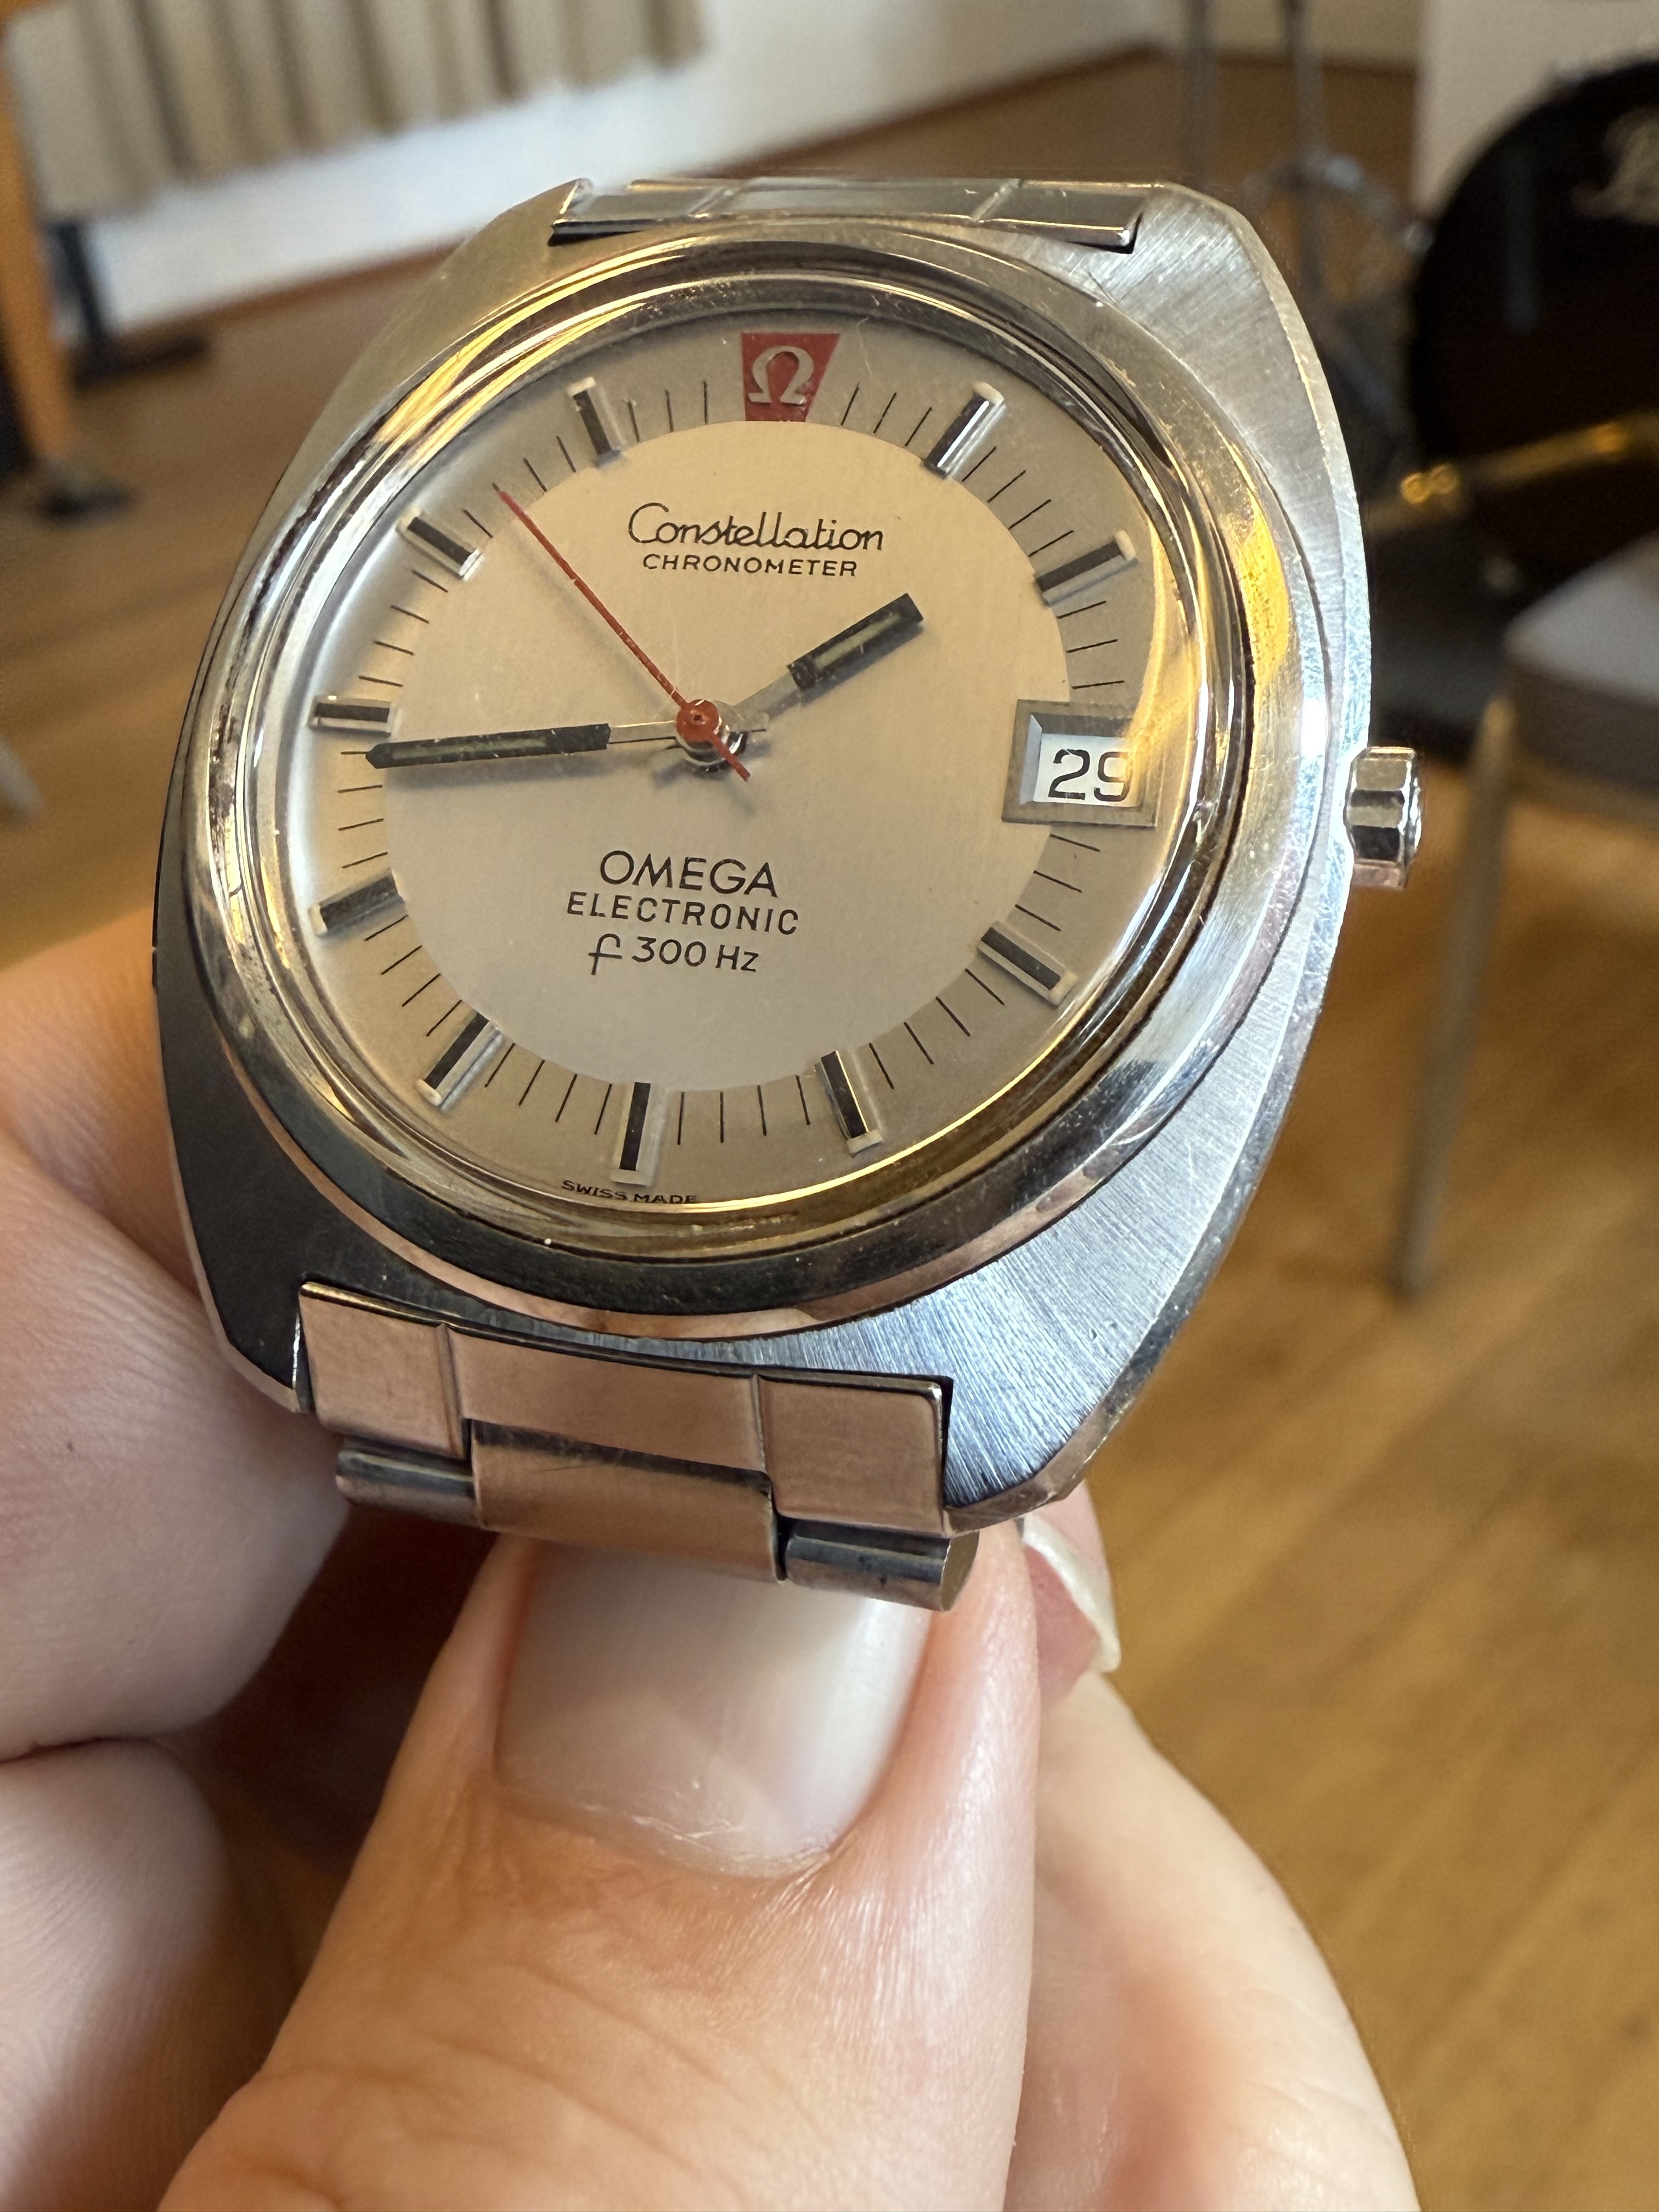 Ω
Constellation
CHRONOMETER
29
OMEGA
ELECTRONIC
f 300 Hz
SWISS MADE